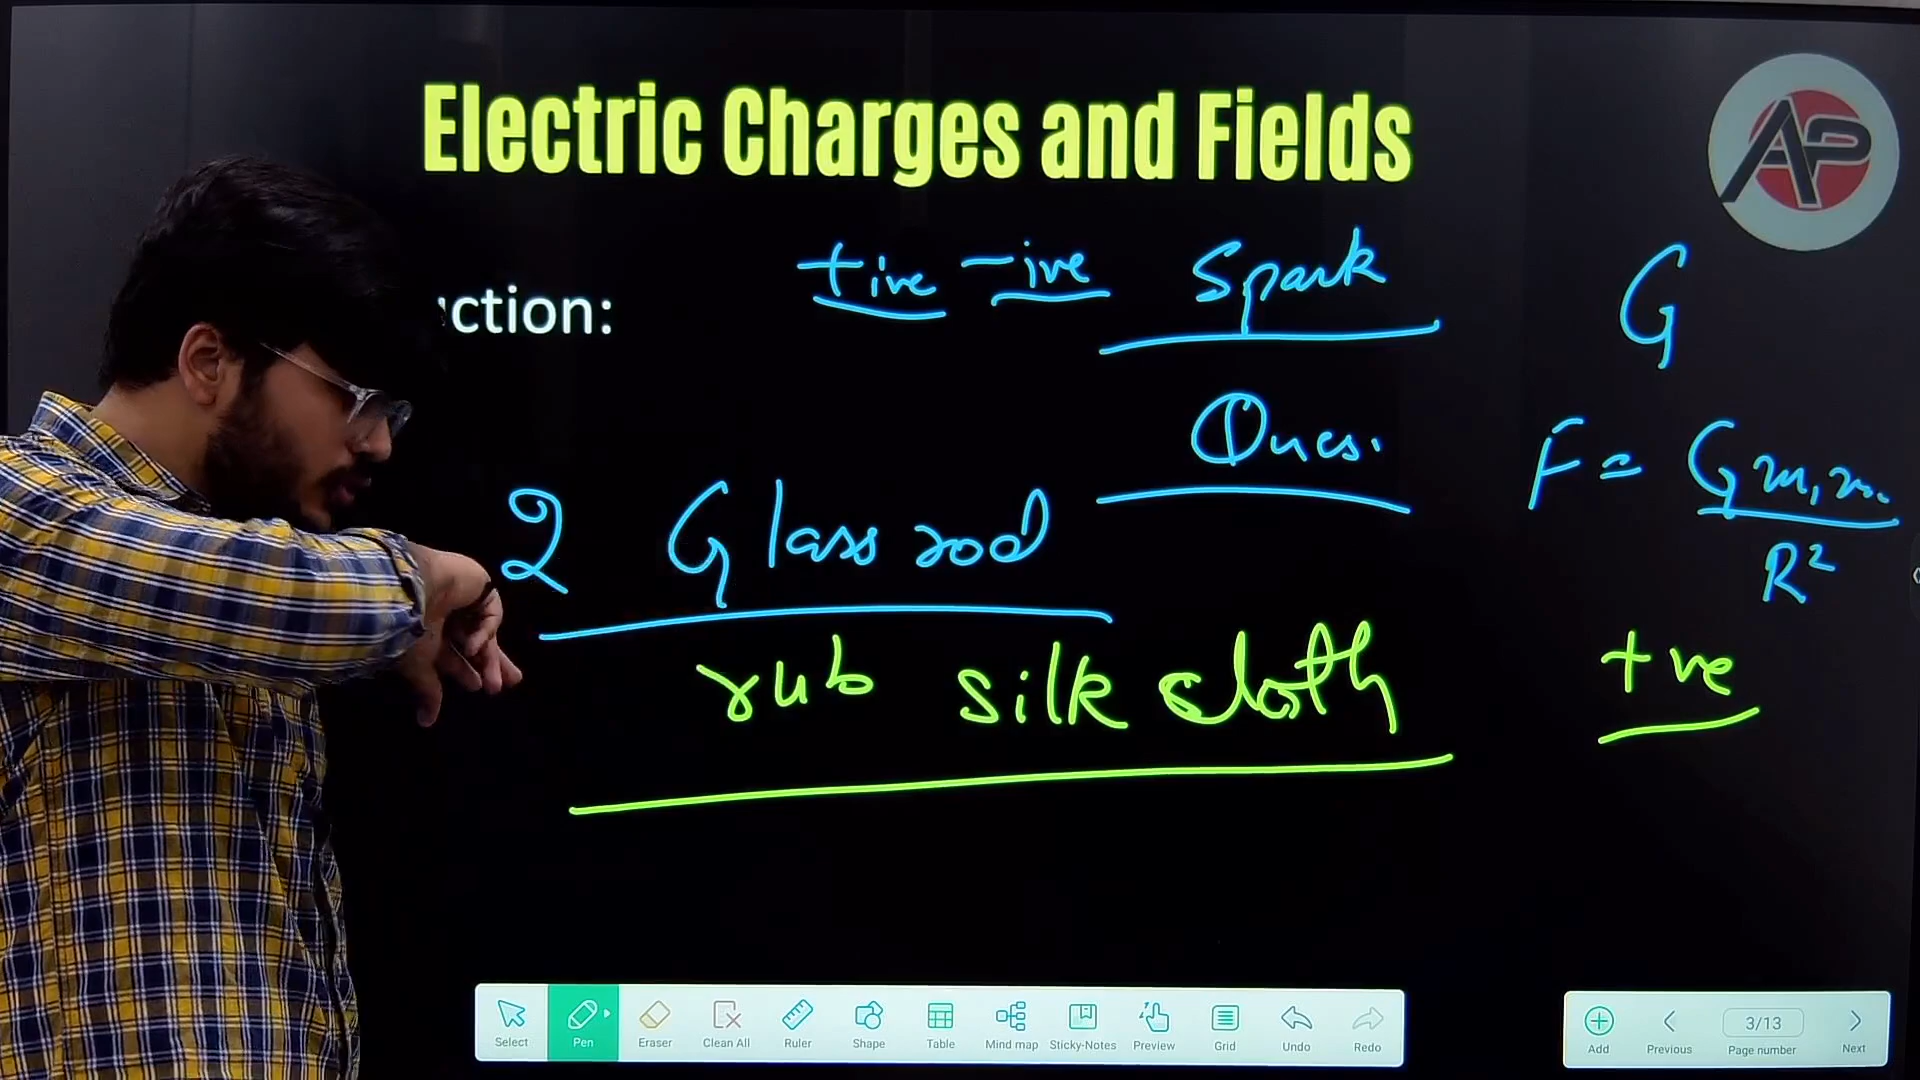 Electric Charges and Fields
AP
ction:
+ive -ive Spark
G
Ques.
F = G m₁ m
R²
2 Glass rod
rub silk cloth
+ve
Select Pen Eraser Clean All Ruler Shape Table Mind map Sticky-Notes Preview Grid Undo Redo
Add Previous 3/13 Page number Next